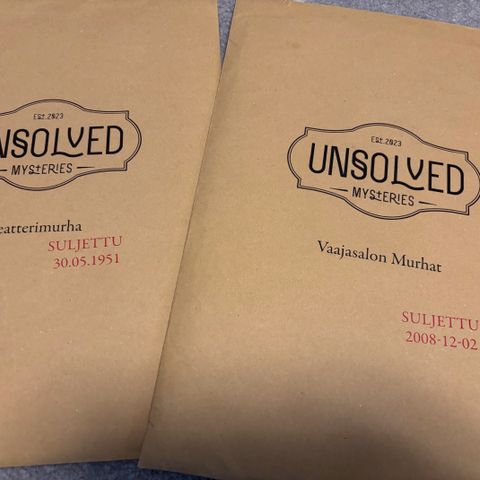 EST. 2023
UNSOLVED
MYSTERIES
eatterimurha
SULJETTU
30.05.1951
EST. 2023
UNSOLVED
MYSTERIES
Vaajasalon Murhat
SULJETTU
2008-12-02